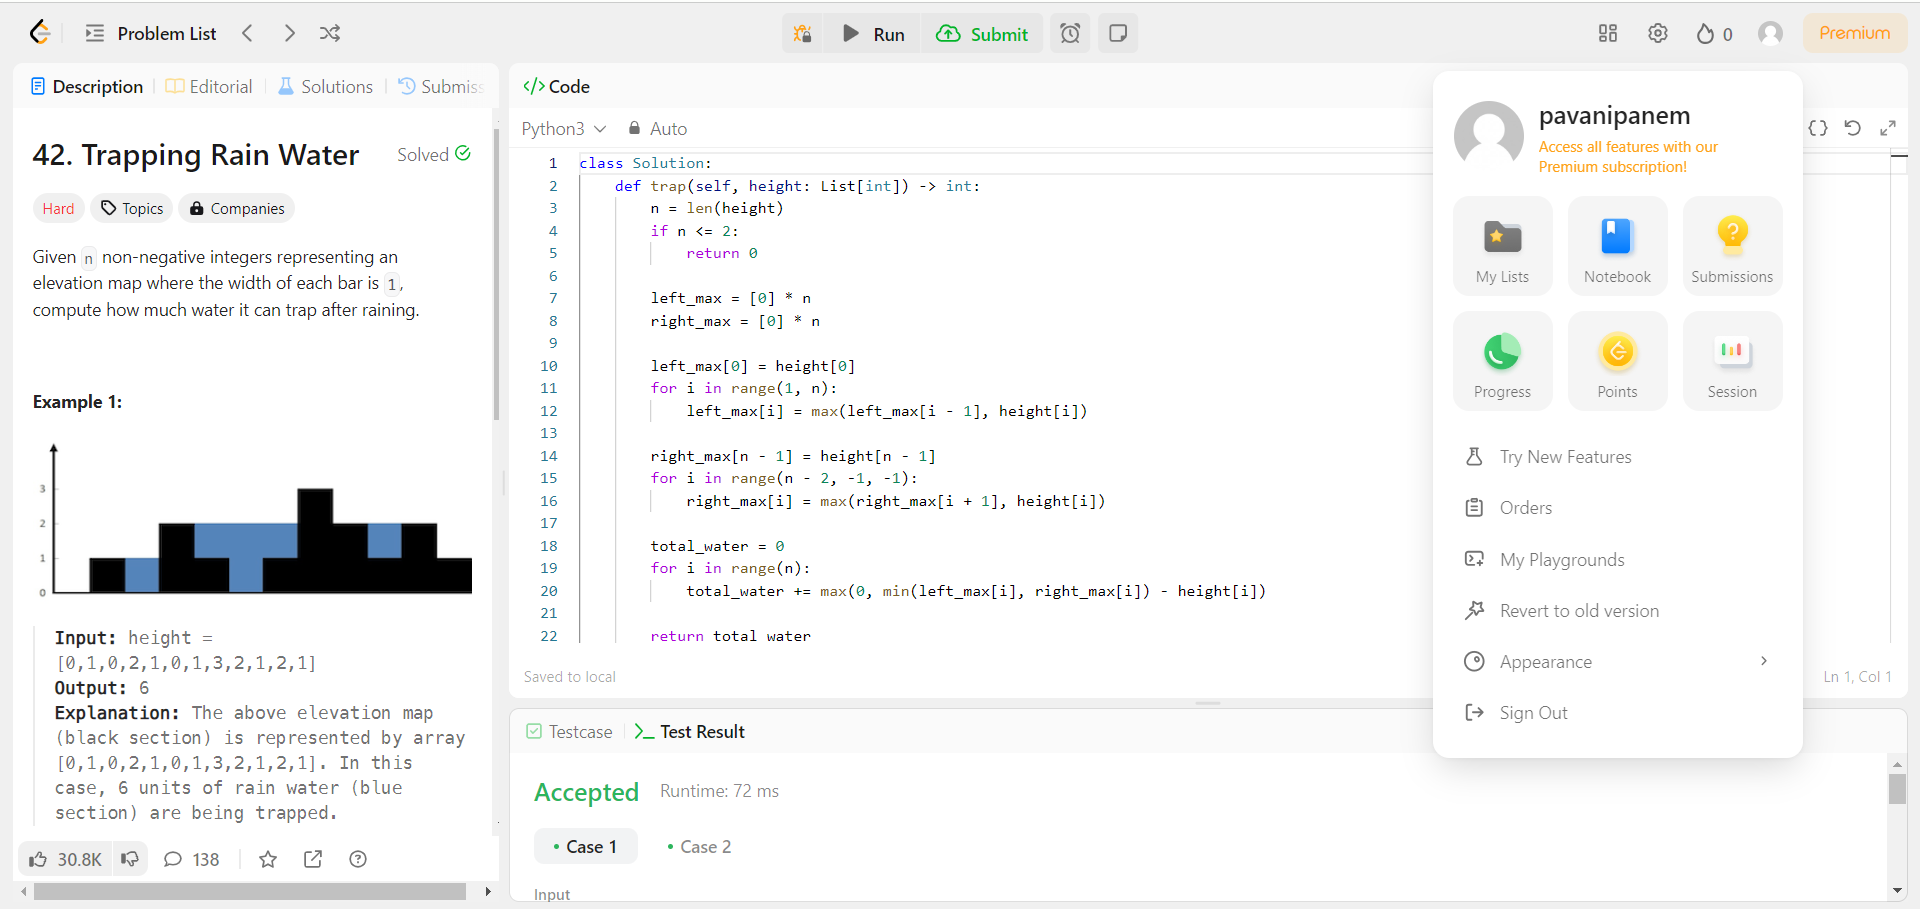 Problem List
Run
Submit
0
Premium
Description
Editorial
Solutions
Submiss
42. Trapping Rain Water
Solved
Hard
Topics
Companies
Given n non-negative integers representing an
elevation map where the width of each bar is 1,
compute how much water it can trap after raining.
Example 1:
3
2
1
0
Input: height =
[0,1,0,2,1,0,1,3,2,1,2,1]
Output: 6
Explanation: The above elevation map
(black section) is represented by array
[0,1,0,2,1,0,1,3,2,1,2,1]. In this
case, 6 units of rain water (blue
section) are being trapped.
30.8K
138
</> Code
Python3
Auto
1 class Solution:
2 def trap(self, height: List[int]) -> int:
3 n = len(height)
4 if n <= 2:
5 return 0
6
7 left_max = [0] * n
8 right_max = [0] * n
9
10 left_max[0] = height[0]
11 for i in range(1, n):
12 left_max[i] = max(left_max[i - 1], height[i])
13
14 right_max[n - 1] = height[n - 1]
15 for i in range(n - 2, -1, -1):
16 right_max[i] = max(right_max[i + 1], height[i])
17
18 total_water = 0
19 for i in range(n):
20 total_water += max(0, min(left_max[i], right_max[i]) - height[i])
21
22 return total water
Saved to local
Ln 1, Col 1
Testcase
Test Result
Accepted
Runtime: 72 ms
Case 1
Case 2
Input
pavanipanem
Access all features with our
Premium subscription!
My Lists
Notebook
Submissions
Progress
Points
Session
Try New Features
Orders
My Playgrounds
Revert to old version
Appearance
Sign Out